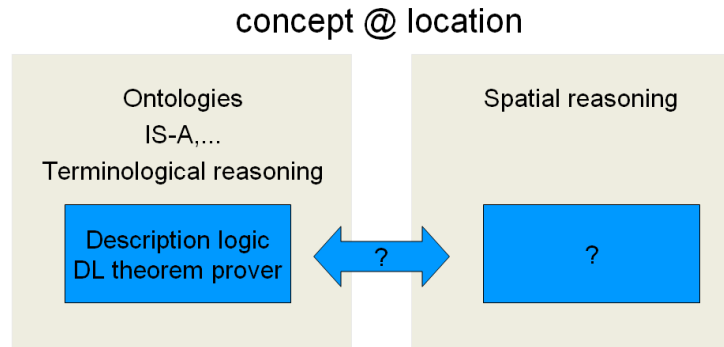 concept @ location
Ontologies
IS-A,...
Terminological reasoning
Description logic
DL theorem prover
?
Spatial reasoning
?